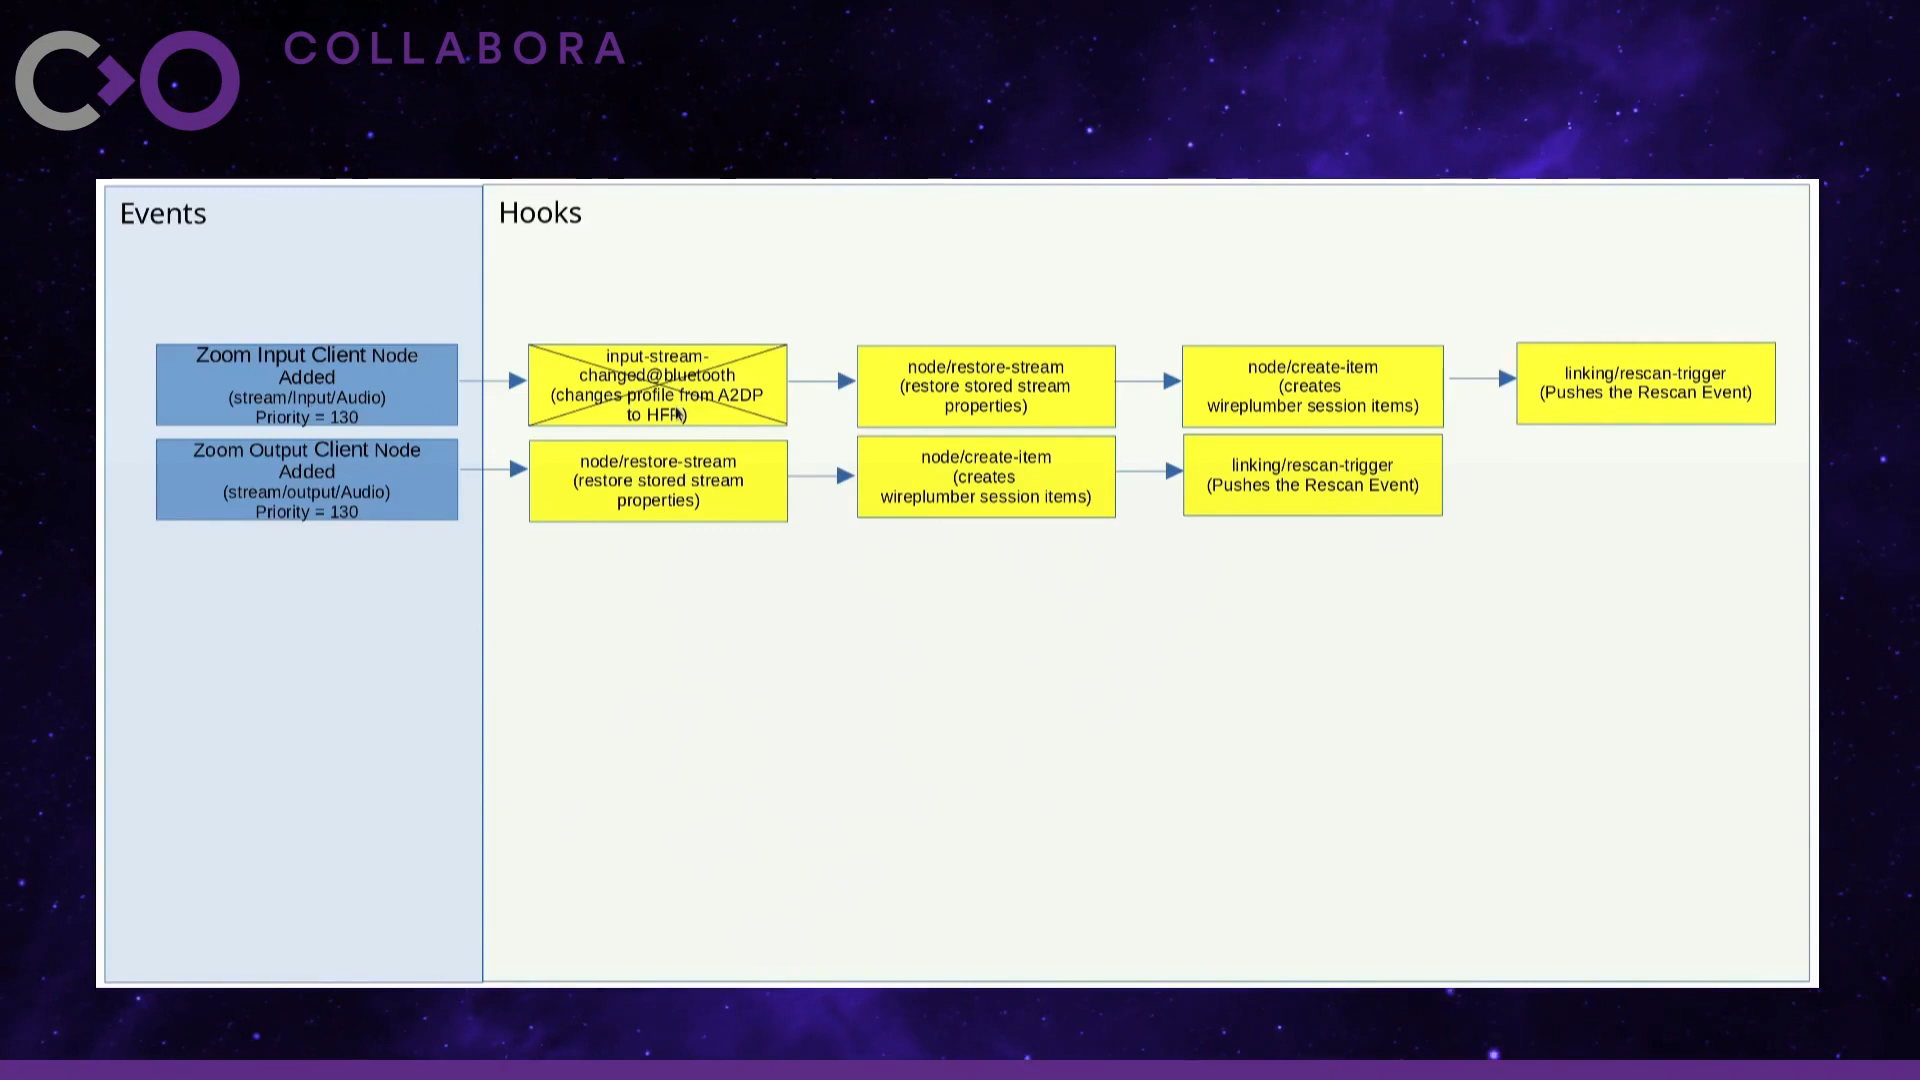 COLLABORA
Events
Hooks
Zoom Input Client Node
Added
(stream/Input/Audio)
Priority = 130
input-stream-
changed@bluetooth
(changes profile from A2DP
to HFP)
node/restore-stream
(restore stored stream
properties)
node/create-item
(creates
wireplumber session items)
linking/rescan-trigger
(Pushes the Rescan Event)
Zoom Output Client Node
Added
(stream/output/Audio)
Priority = 130
node/restore-stream
(restore stored stream
properties)
node/create-item
(creates
wireplumber session items)
linking/rescan-trigger
(Pushes the Rescan Event)